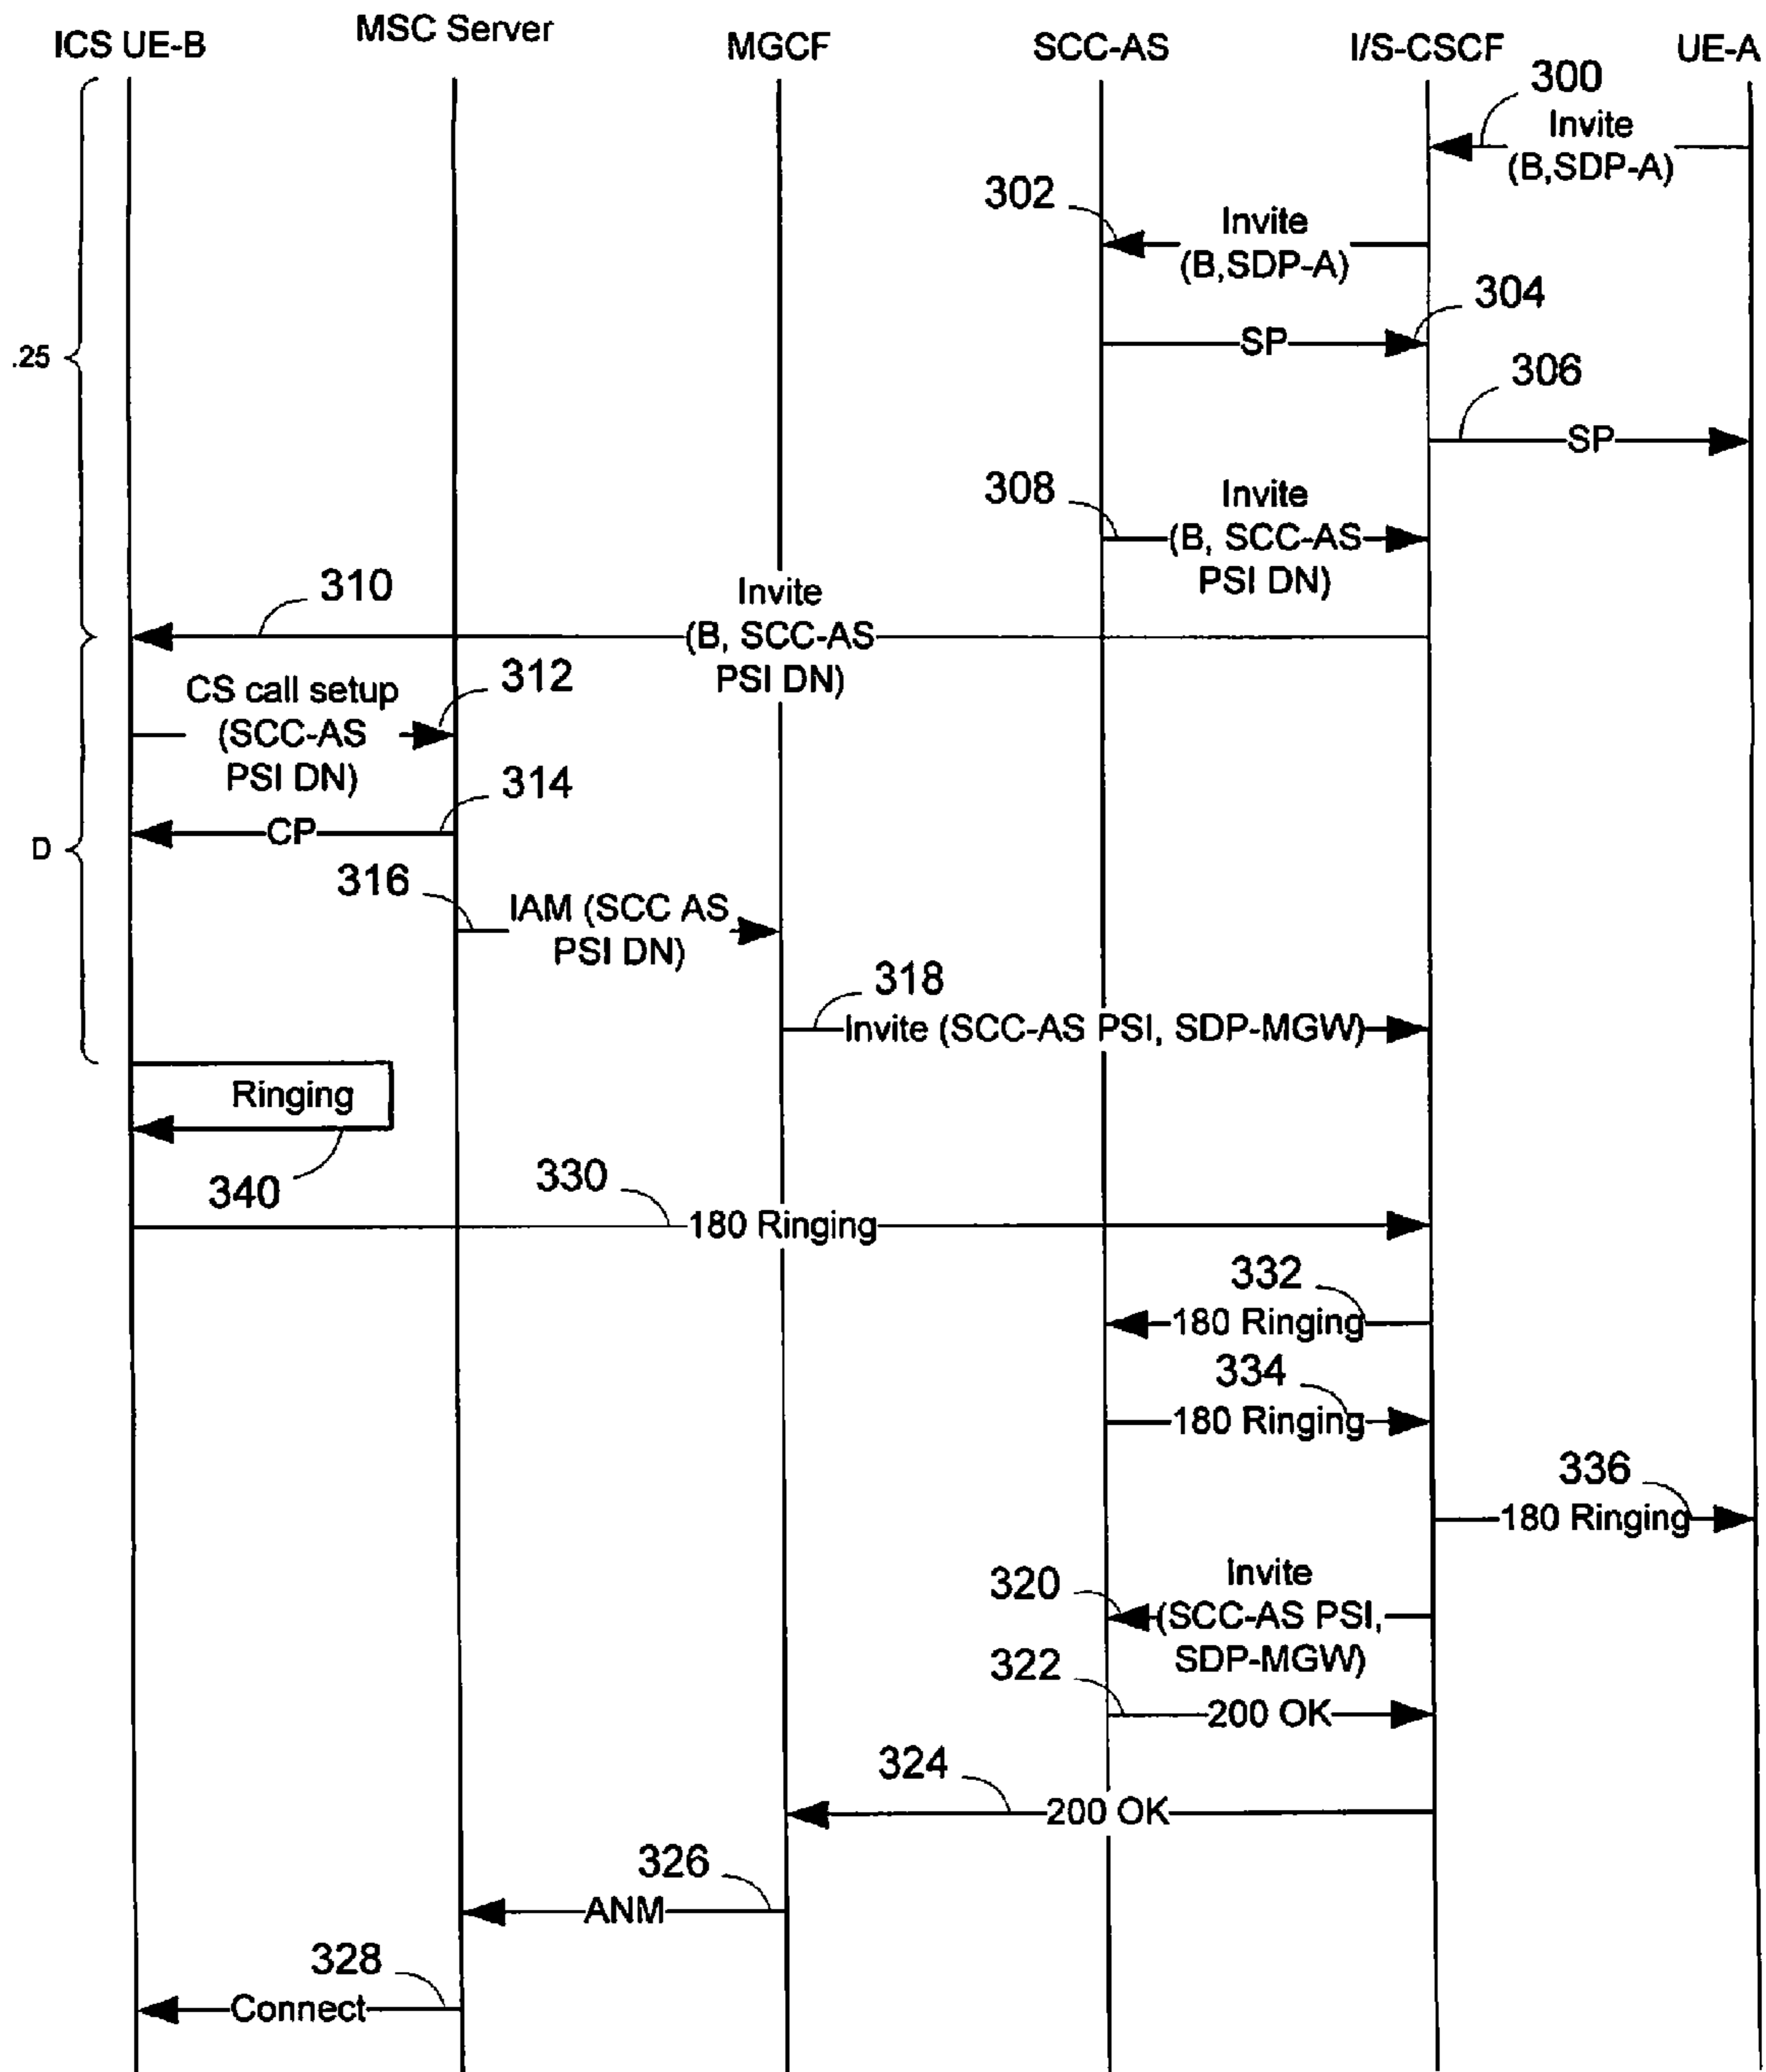 ICS UE-B
MSC Server
MGCF
SCC-AS
I/S-CSCF
UE-A
300
Invite
(B,SDP-A)
302
Invite
(B,SDP-A)
304
SP
.25
306
SP
308
Invite
(B, SCC-AS
PSI DN)
310
Invite
(B, SCC-AS
PSI DN)
312
CS call setup
(SCC-AS
PSI DN)
314
CP
D
316
IAM (SCC AS
PSI DN)
318
Invite (SCC-AS PSI, SDP-MGW)
Ringing
340
330
180 Ringing
332
180 Ringing
334
180 Ringing
336
180 Ringing
320
Invite
(SCC-AS PSI,
SDP-MGW)
322
200 OK
324
200 OK
326
ANM
328
Connect